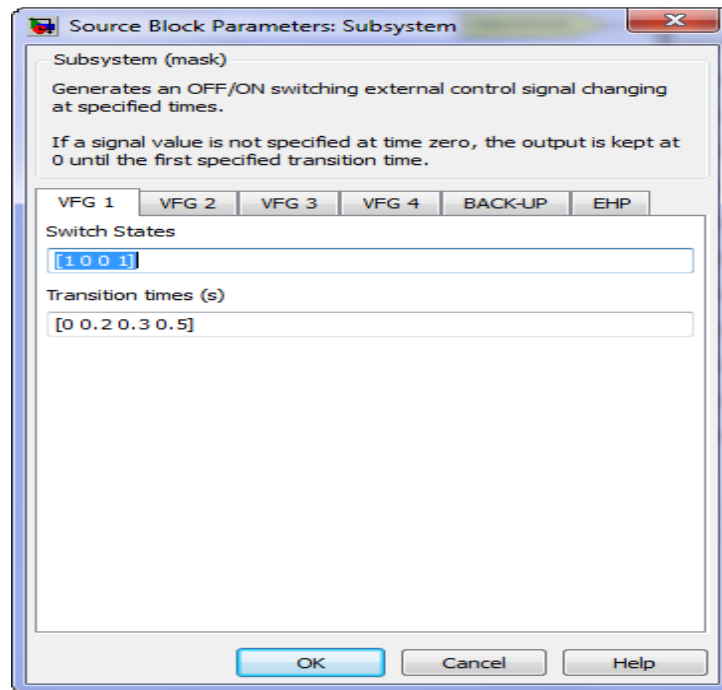 Source Block Parameters: Subsystem
Subsystem (mask)
Generates an OFF/ON switching external control signal changing
at specified times.
If a signal value is not specified at time zero, the output is kept at
0 until the first specified transition time.
VFG 1 VFG 2 VFG 3 VFG 4 BACK-UP EHP
Switch States
[1 0 0 1]
Transition times (s)
[0 0.2 0.3 0.5]
OK Cancel Help